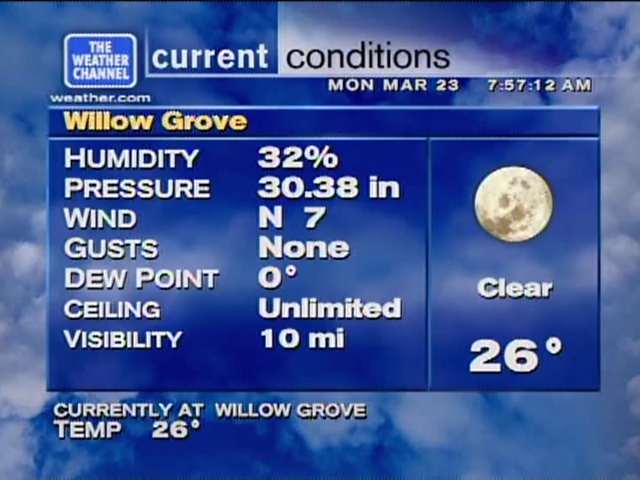 THE
WEATHER
CHANNEL
current conditions
weather.com
MON MAR 23 7:57:12 AM
Willow Grove
HUMIDITY 32%
PRESSURE 30.38 in
WIND N 7
GUSTS None
DEW POINT 0°
CEILING Unlimited
VISIBILITY 10 mi
Clear
26°
CURRENTLY AT WILLOW GROVE
TEMP 26°